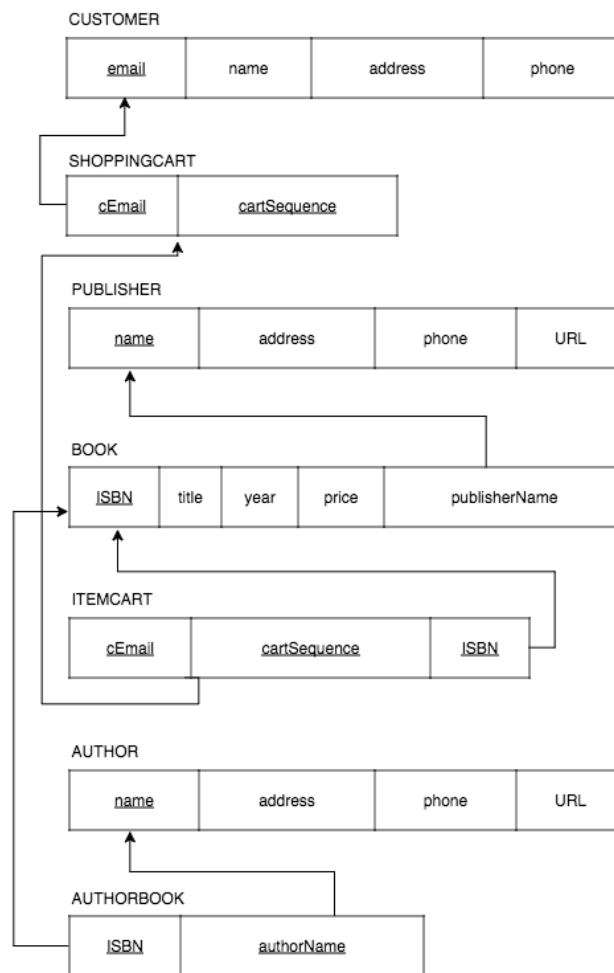 CUSTOMER
email name address phone
SHOPPINGCART
cEmail cartSequence
PUBLISHER
name address phone URL
BOOK
ISBN title year price publisherName
ITEMCART
cEmail cartSequence ISBN
AUTHOR
name address phone URL
AUTHORBOOK
ISBN authorName